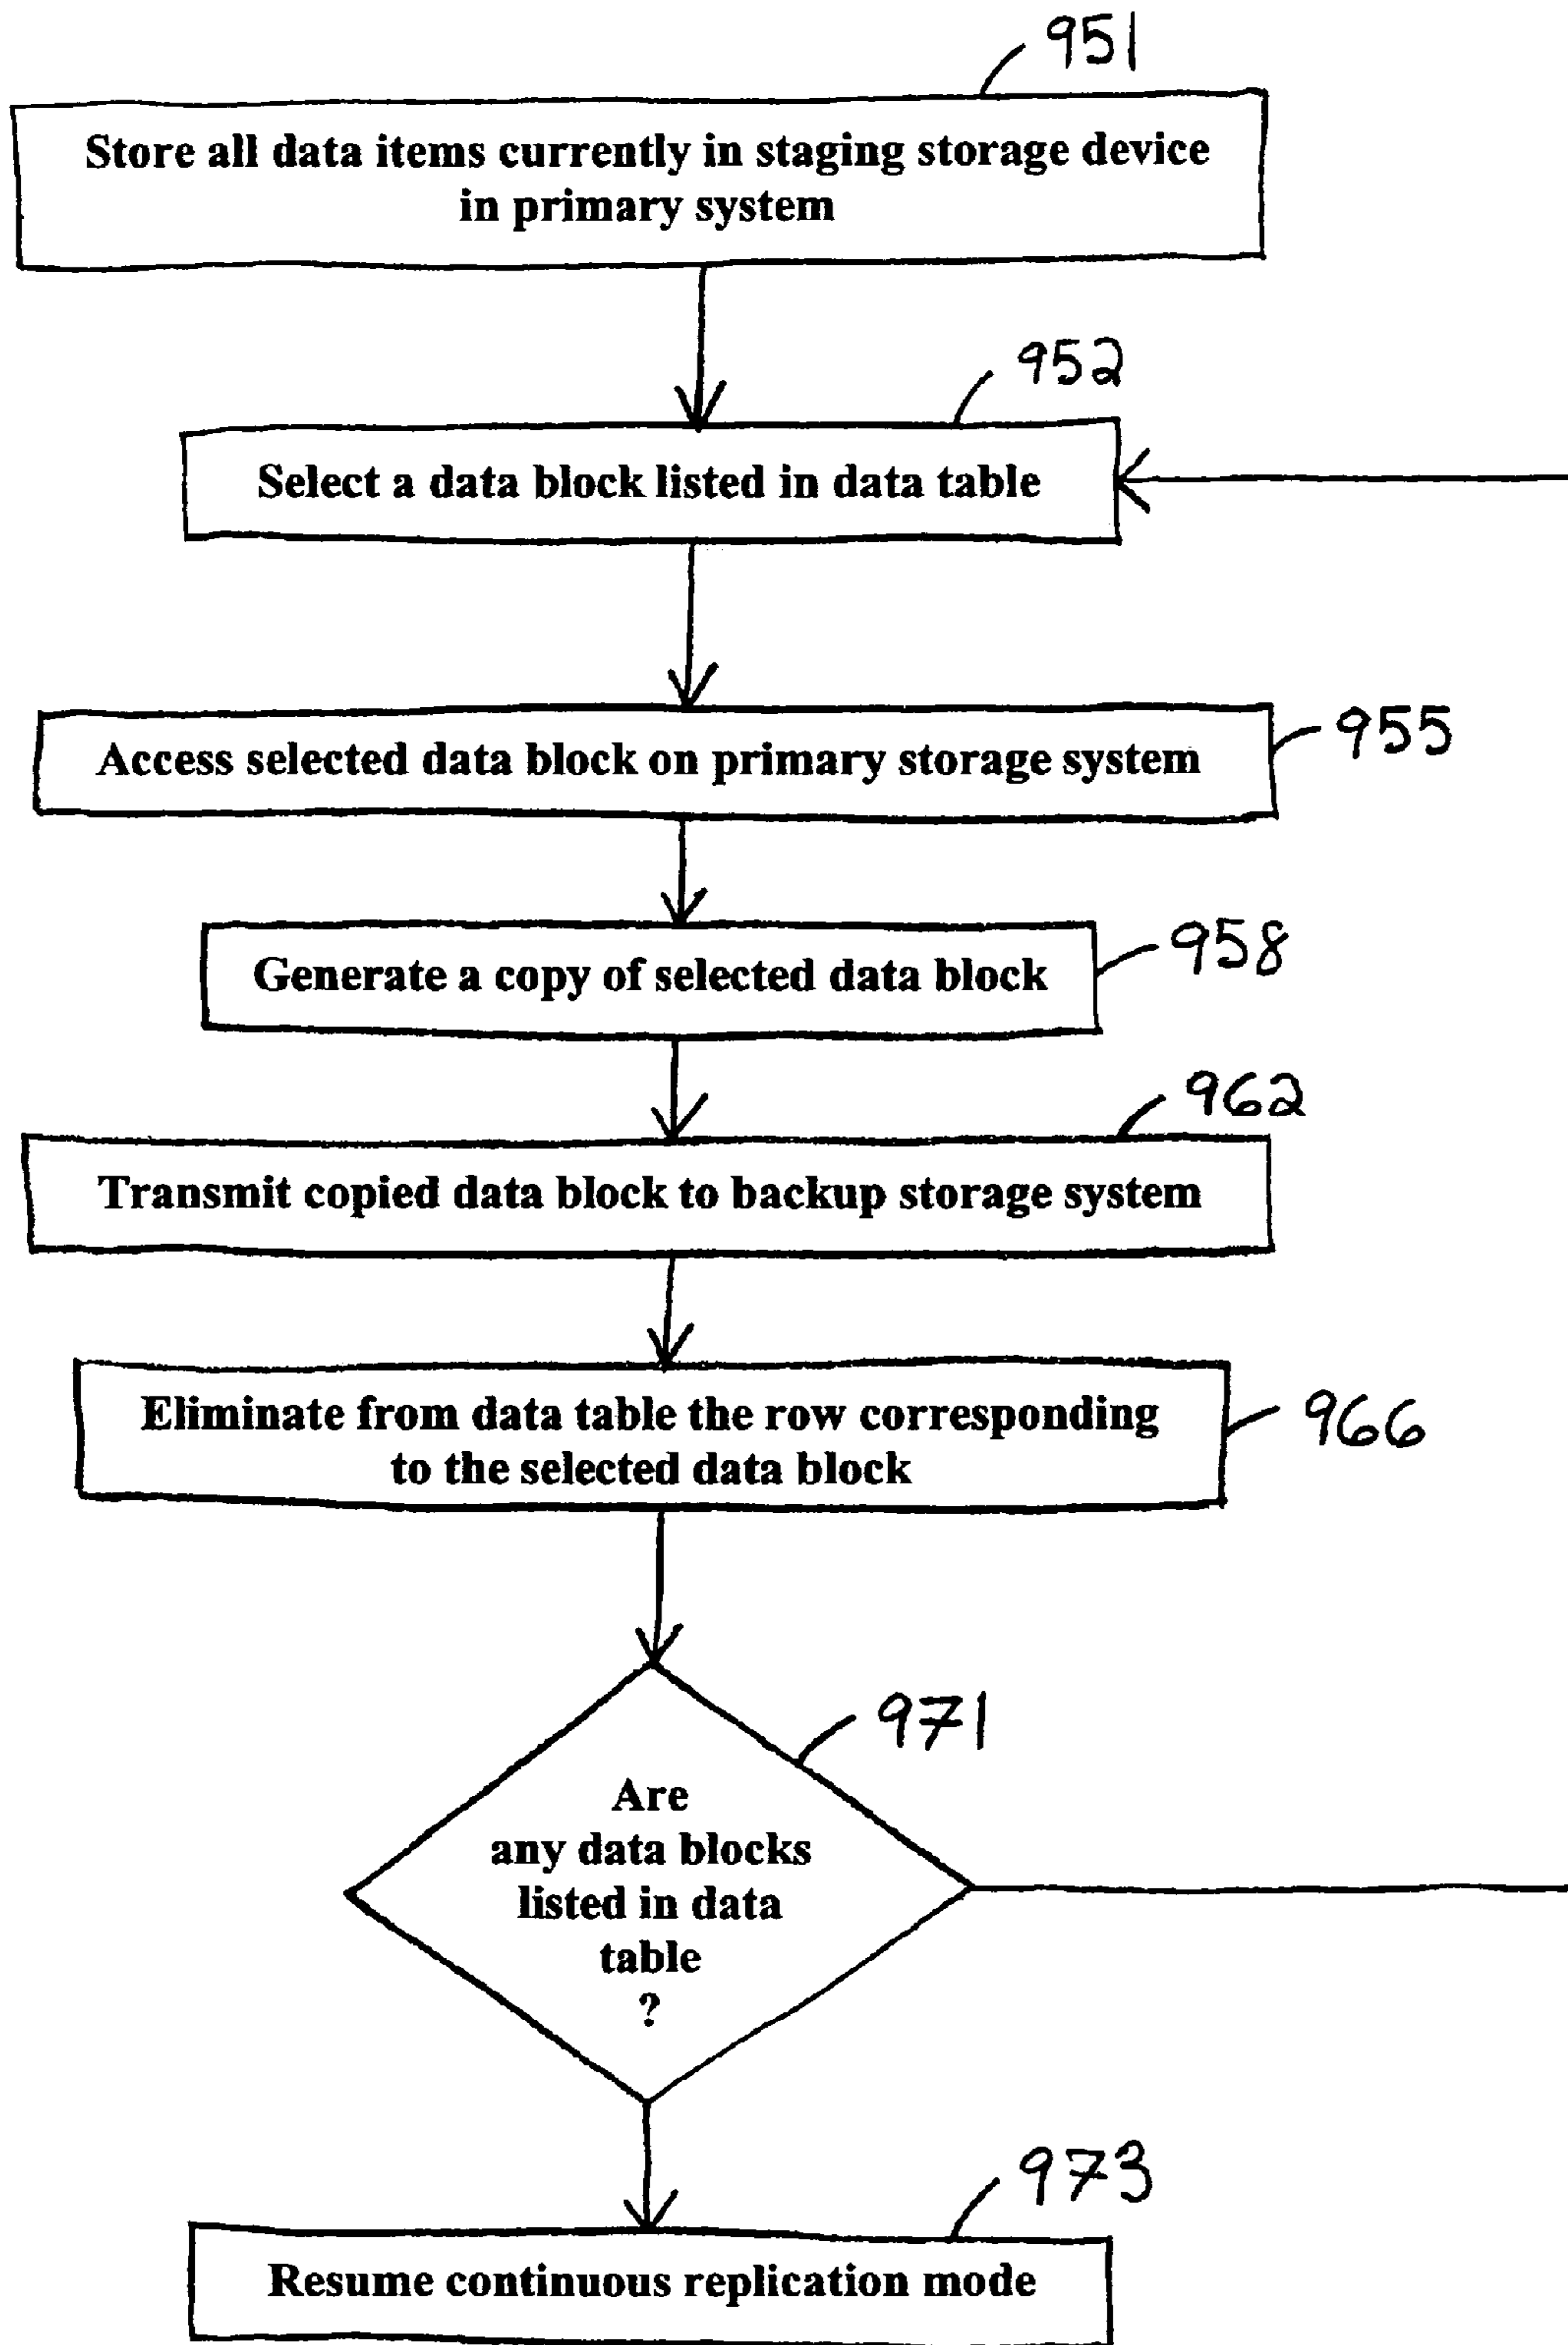 951
Store all data items currently in staging storage device
in primary system
952
Select a data block listed in data table
Access selected data block on primary storage system
955
Generate a copy of selected data block
958
962
Transmit copied data block to backup storage system
Eliminate from data table the row corresponding
to the selected data block
966
971
Are
any data blocks
listed in data
table
?
973
Resume continuous replication mode